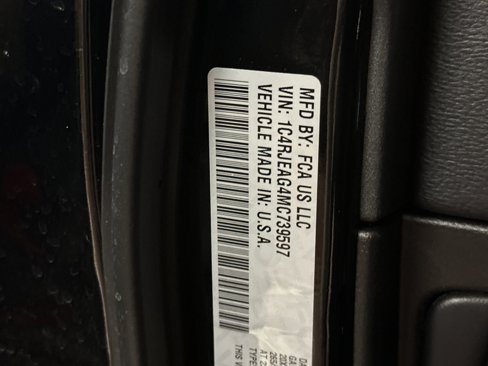 MFD BY: FCA US LLC
VIN: 1C4RJEAG4MC739597
VEHICLE MADE IN: U.S.A.